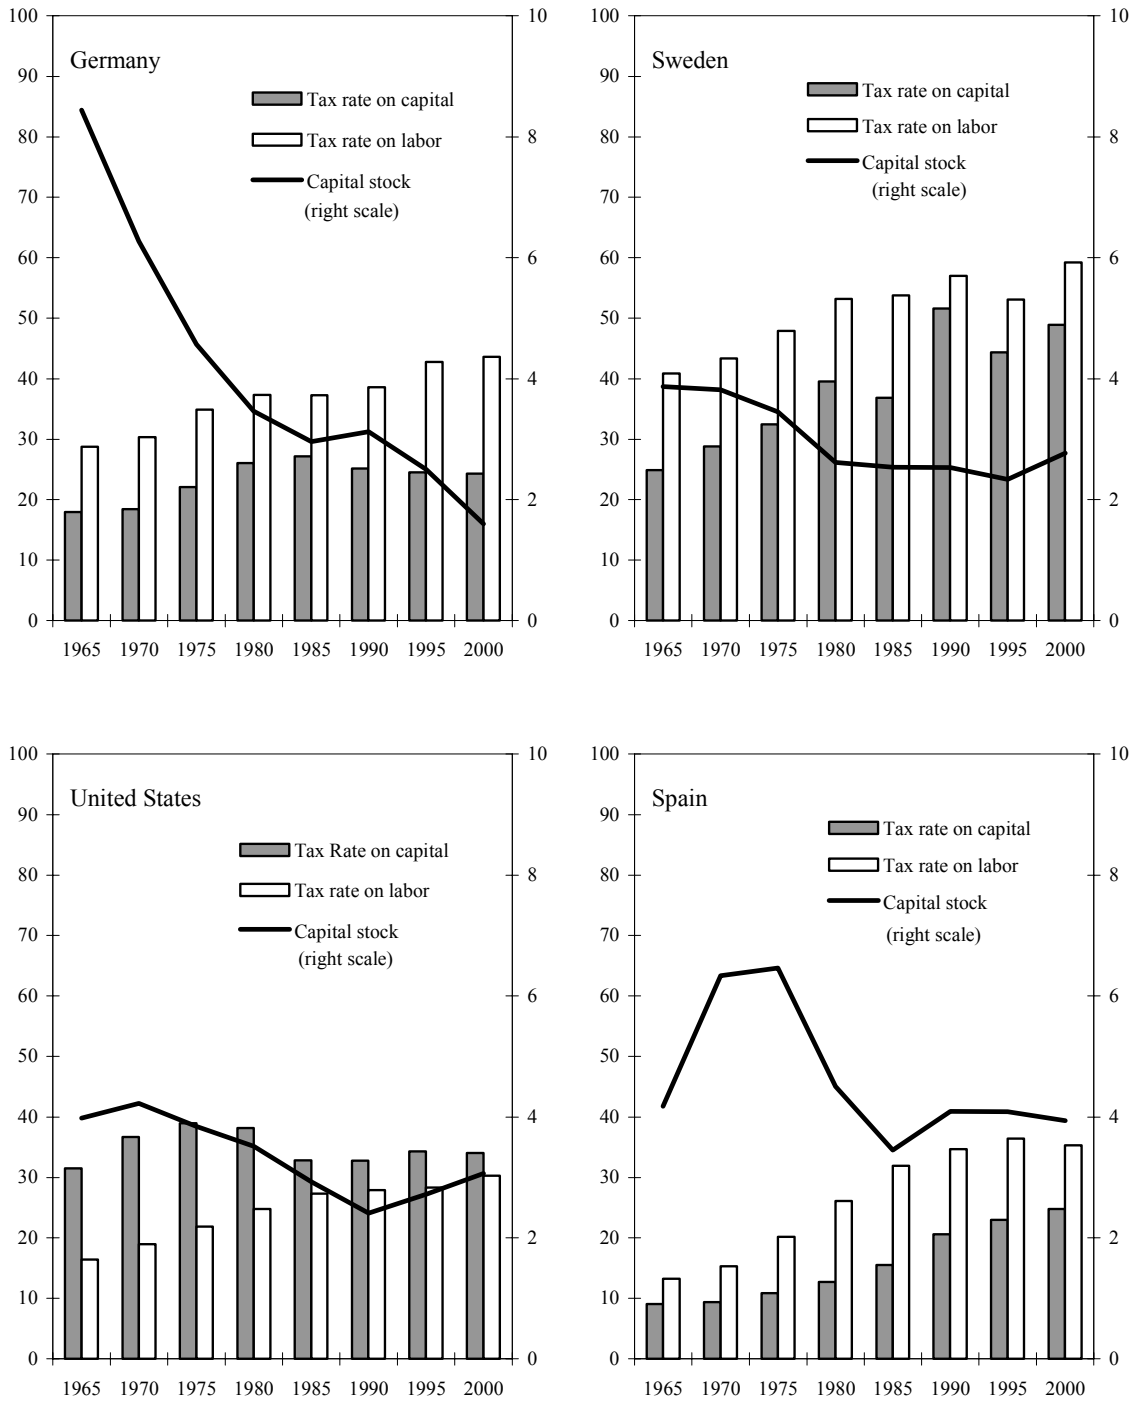 Germany
Tax rate on capital
Tax rate on labor
Capital stock
(right scale)
100
90
80
70
60
50
40
30
20
10
0
10
8
6
4
2
0
1965 1970 1975 1980 1985 1990 1995 2000
Sweden
Tax rate on capital
Tax rate on labor
Capital stock
(right scale)
100
90
80
70
60
50
40
30
20
10
0
10
8
6
4
2
0
1965 1970 1975 1980 1985 1990 1995 2000
United States
Tax Rate on capital
Tax rate on labor
Capital stock
(right scale)
100
90
80
70
60
50
40
30
20
10
0
10
8
6
4
2
0
1965 1970 1975 1980 1985 1990 1995 2000
Spain
Tax rate on capital
Tax rate on labor
Capital stock
(right scale)
100
90
80
70
60
50
40
30
20
10
0
10
8
6
4
2
0
1965 1970 1975 1980 1985 1990 1995 2000